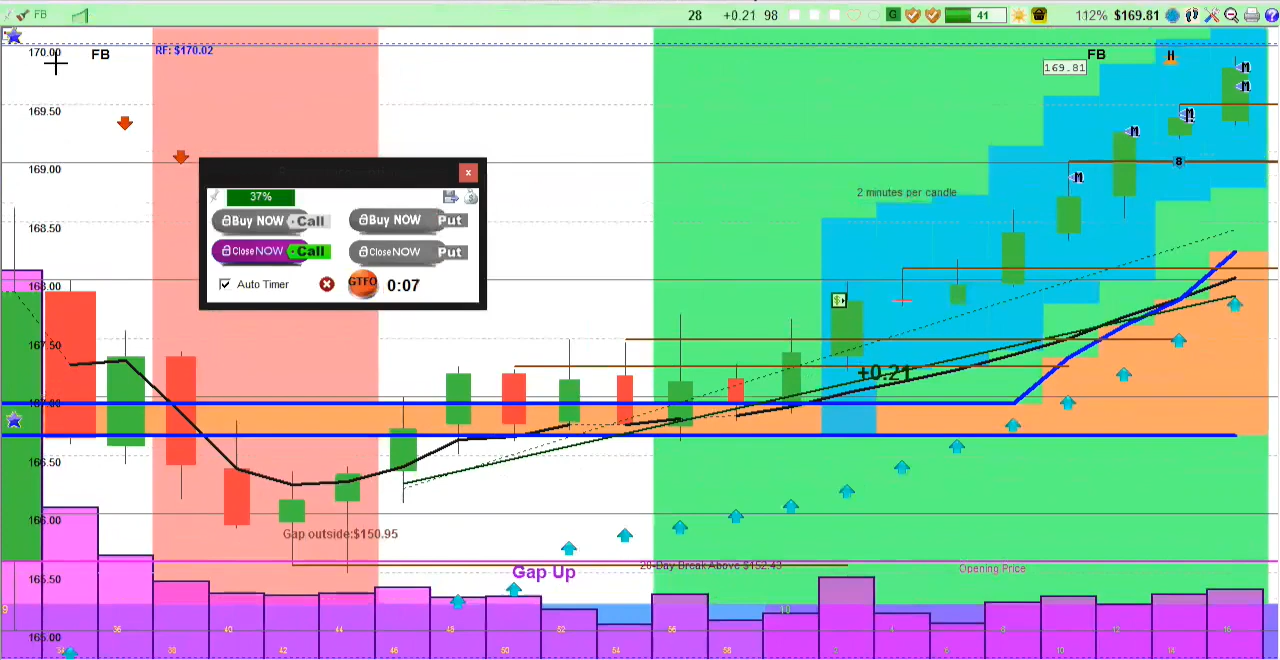 FB
28 +0.21 98 G 41 112% $169.81
170.00
FB
RF: $170.02
FB
H
169.81
M
M
169.50
M
M
169.00
8
M
37%
2 minutes per candle
Buy NOW Call Buy NOW Put
168.50
Close NOW Call Close NOW Put
Auto Timer GTFO 0:07
168.00
$
167.50
+0.21
167.00
166.50
166.00
Gap outside:$150.95
Gap Up
28-Day Break Above $152.43
Opening Price
165.50
9
10
36 40 44 48 52 56 4 8 12 16
165.00
34 38 42 46 50 54 58 2 6 10 14